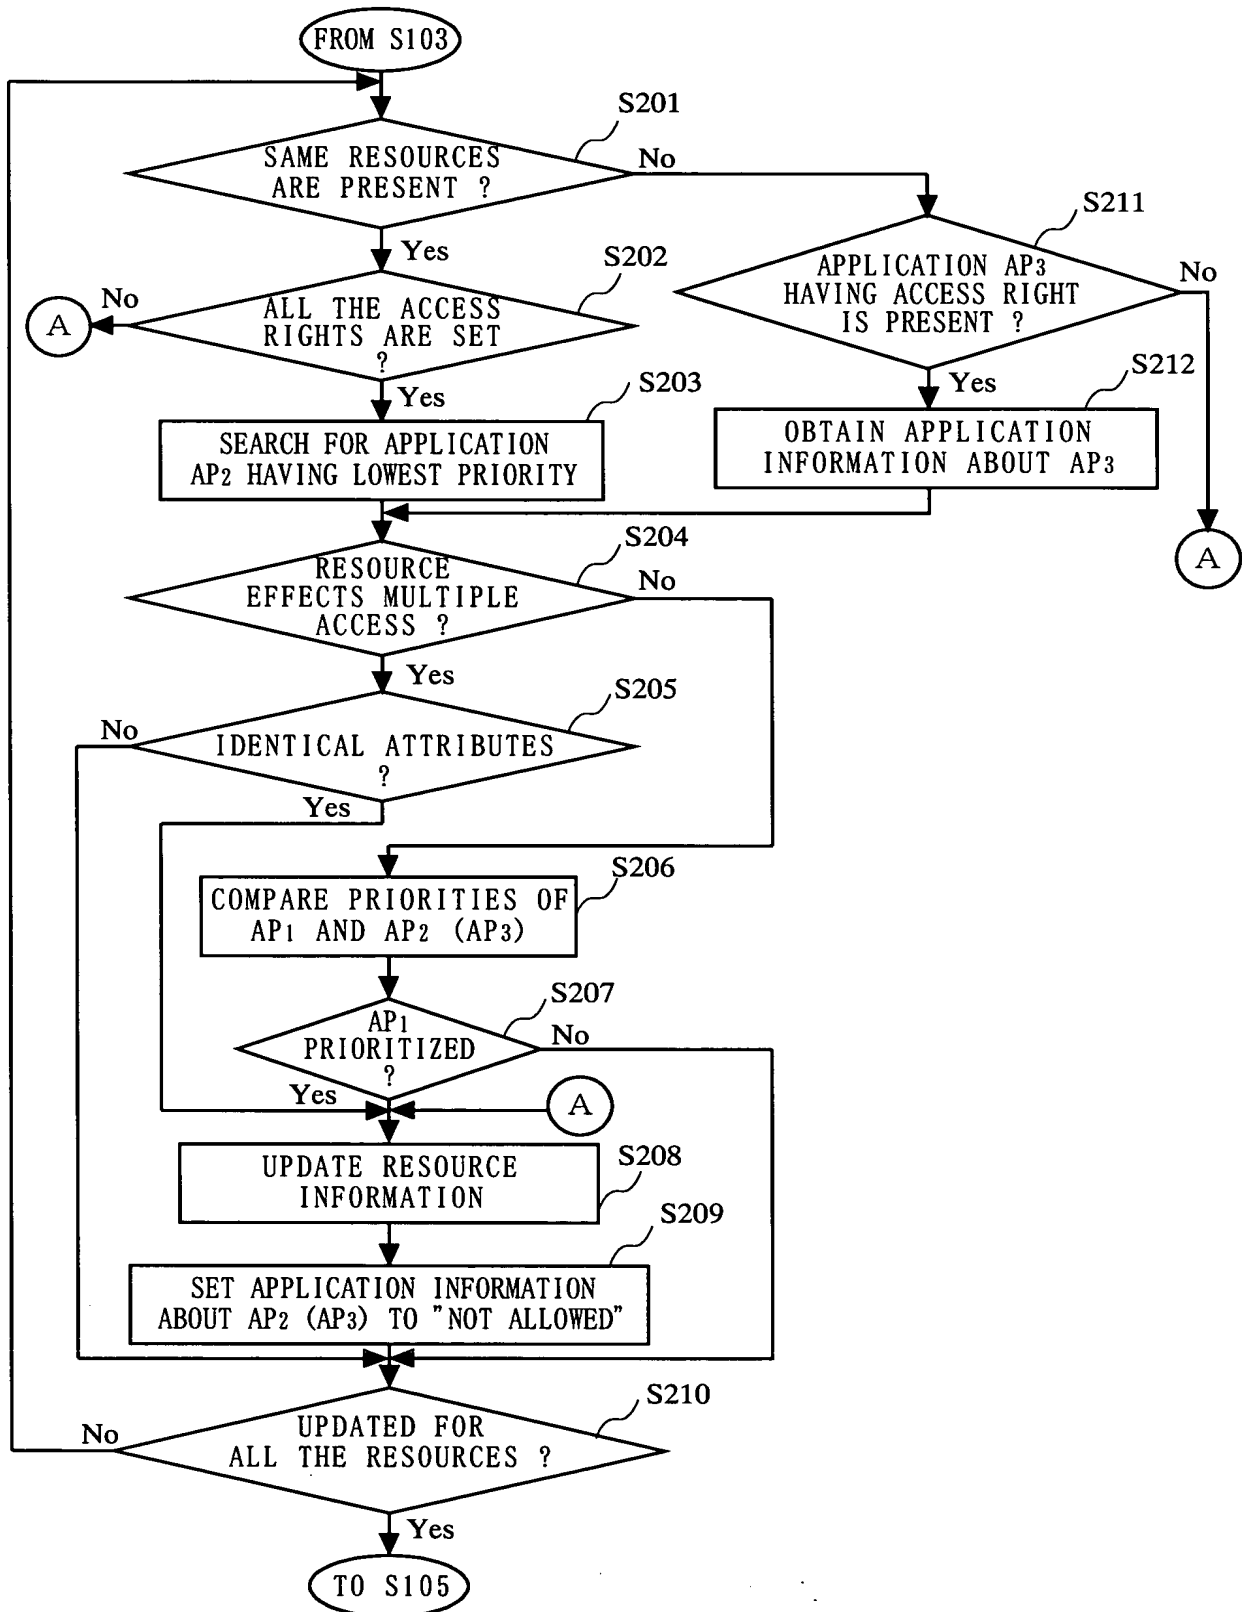 FROM S103
S201
SAME RESOURCES
ARE PRESENT ?
No
Yes
S211
APPLICATION AP3
HAVING ACCESS RIGHT
IS PRESENT ?
No
Yes
S202
ALL THE ACCESS
RIGHTS ARE SET
?
No
A
Yes
S203
SEARCH FOR APPLICATION
AP2 HAVING LOWEST PRIORITY
S212
OBTAIN APPLICATION
INFORMATION ABOUT AP3
A
S204
RESOURCE
EFFECTS MULTIPLE
ACCESS ?
No
Yes
S205
IDENTICAL ATTRIBUTES
?
No
Yes
S206
COMPARE PRIORITIES OF
AP1 AND AP2 (AP3)
S207
AP1
PRIORITIZED
?
No
Yes
A
S208
UPDATE RESOURCE
INFORMATION
S209
SET APPLICATION INFORMATION
ABOUT AP2 (AP3) TO "NOT ALLOWED"
S210
UPDATED FOR
ALL THE RESOURCES ?
No
Yes
TO S105